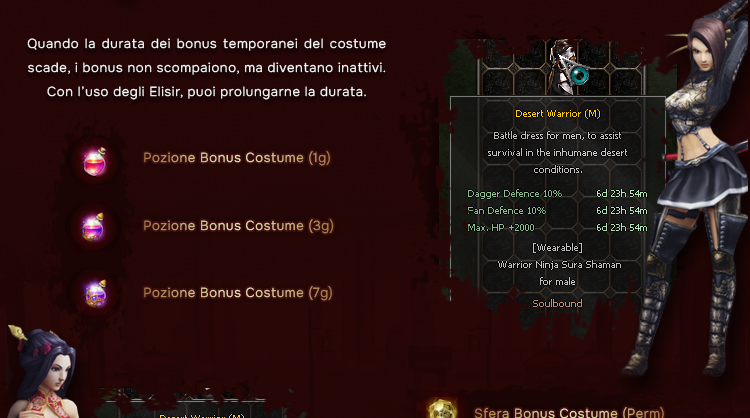 Quando la durata dei bonus temporanei del costume
scade, i bonus non scompaiono, ma diventano inattivi.
Con l'uso degli Elisir, puoi prolungarne la durata.
Pozione Bonus Costume (1g)
Pozione Bonus Costume (3g)
Pozione Bonus Costume (7g)
Desert Warrior (M)
Battle dress for men, to assist
survival in the inhumane desert
conditions.
Dagger Defence 10% 6d 23h 54m
Fan Defence 10% 6d 23h 54m
Max. HP +2000 6d 23h 54m
[Wearable]
Warrior Ninja Sura Shaman
for male
Soulbound
Desert Warrior (M)
Sfera Bonus Costume (Perm)